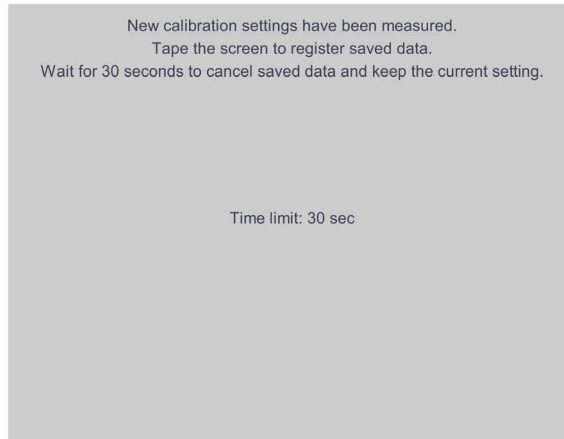 New calibration settings have been measured.
Tape the screen to register saved data.
Wait for 30 seconds to cancel saved data and keep the current setting.
Time limit: 30 sec